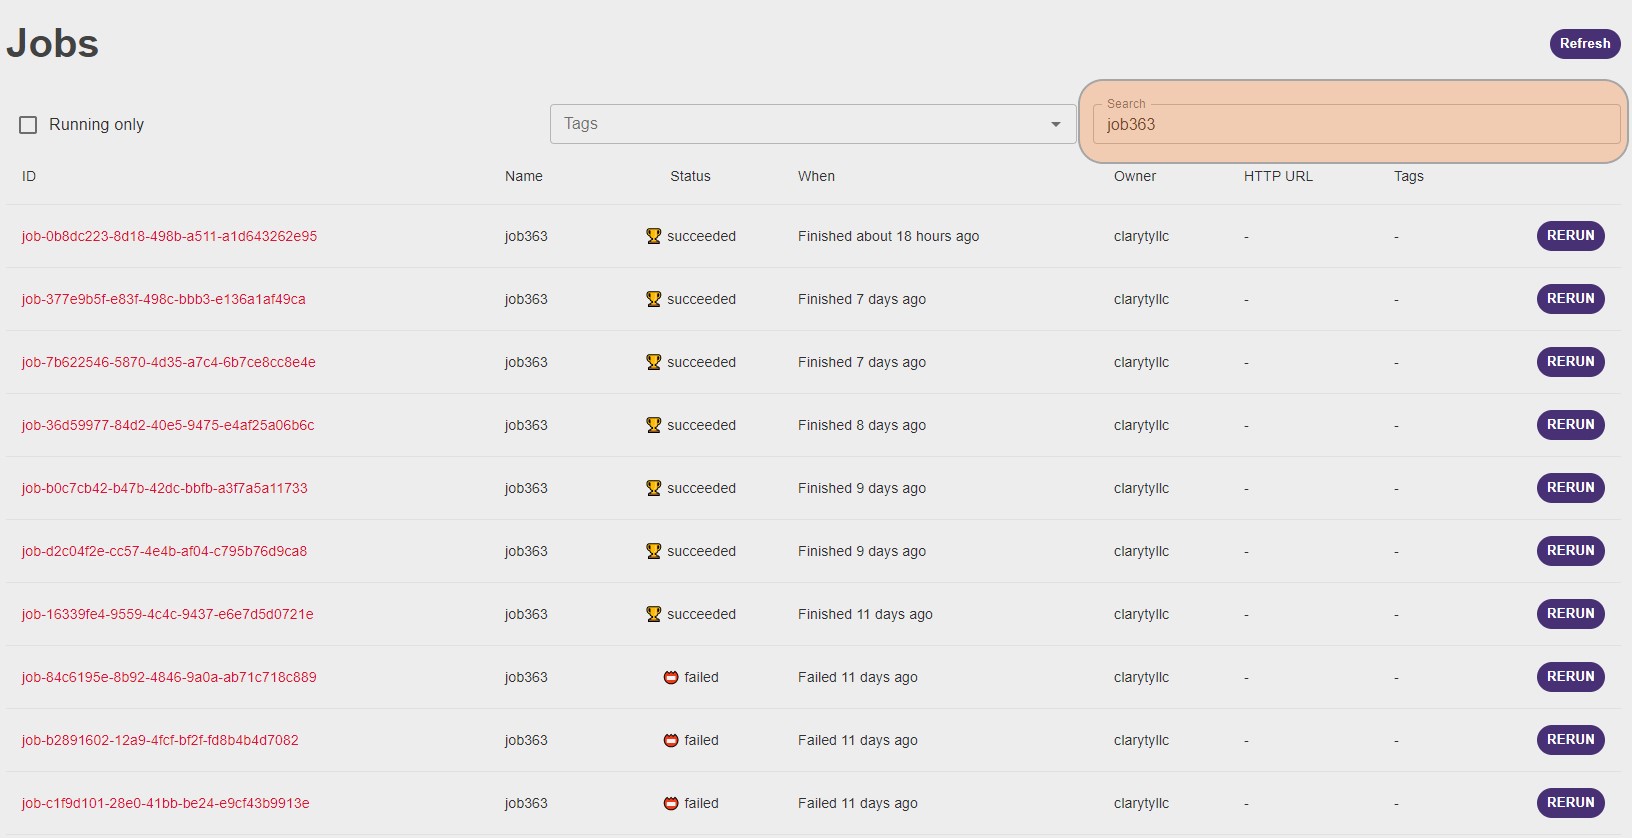 Jobs
Refresh
Running only
Tags
Search
job363
ID Name Status When Owner HTTP URL Tags
job-0b8dc223-8d18-498b-a511-a1d643262e95 job363 succeeded Finished about 18 hours ago clarytyllc - - RERUN
job-377e9b5f-e83f-498c-bbb3-e136a1af49ca job363 succeeded Finished 7 days ago clarytyllc - - RERUN
job-7b622546-5870-4d35-a7c4-6b7ce8cc8e4e job363 succeeded Finished 7 days ago clarytyllc - - RERUN
job-36d59977-84d2-40e5-9475-e4af25a06b6c job363 succeeded Finished 8 days ago clarytyllc - - RERUN
job-b0c7cb42-b47b-42dc-bbfb-a3f7a5a11733 job363 succeeded Finished 9 days ago clarytyllc - - RERUN
job-d2c04f2e-cc57-4e4b-af04-c795b76d9ca8 job363 succeeded Finished 9 days ago clarytyllc - - RERUN
job-16339fe4-9559-4c4c-9437-e6e7d5d0721e job363 succeeded Finished 11 days ago clarytyllc - - RERUN
job-84c6195e-8b92-4846-9a0a-ab71c718c889 job363 failed Failed 11 days ago clarytyllc - - RERUN
job-b2891602-12a9-4fcf-bf2f-fd8b4b4d7082 job363 failed Failed 11 days ago clarytyllc - - RERUN
job-c1f9d101-28e0-41bb-be24-e9cf43b9913e job363 failed Failed 11 days ago clarytyllc - - RERUN